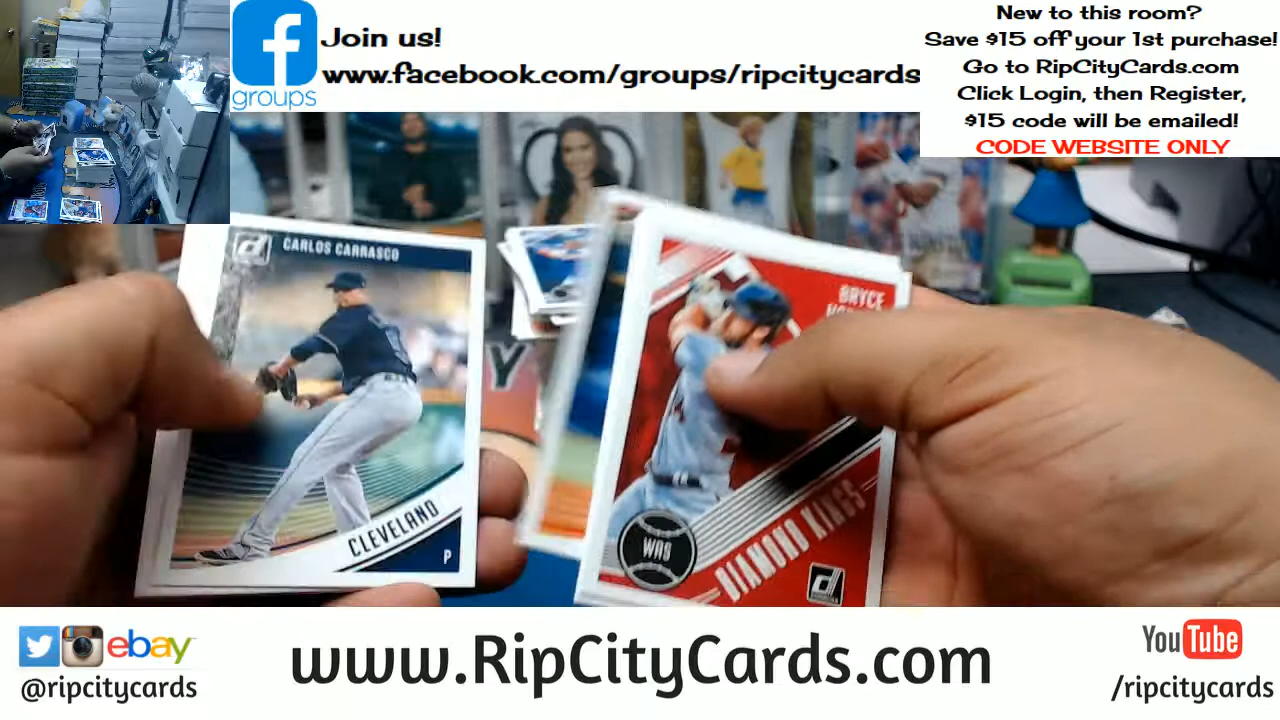 Join us!
www.facebook.com/groups/ripcitycards
groups
New to this room?
Save $15 off your 1st purchase!
Go to RipCityCards.com
Click Login, then Register,
$15 code will be emailed!
CODE WEBSITE ONLY
CARLOS CARRASCO
CLEVELAND
P
BRYCE
WAS
DIAMOND KINGS
Y
ebay
@ripcitycards
www.RipCityCards.com
YouTube
/ripcitycards